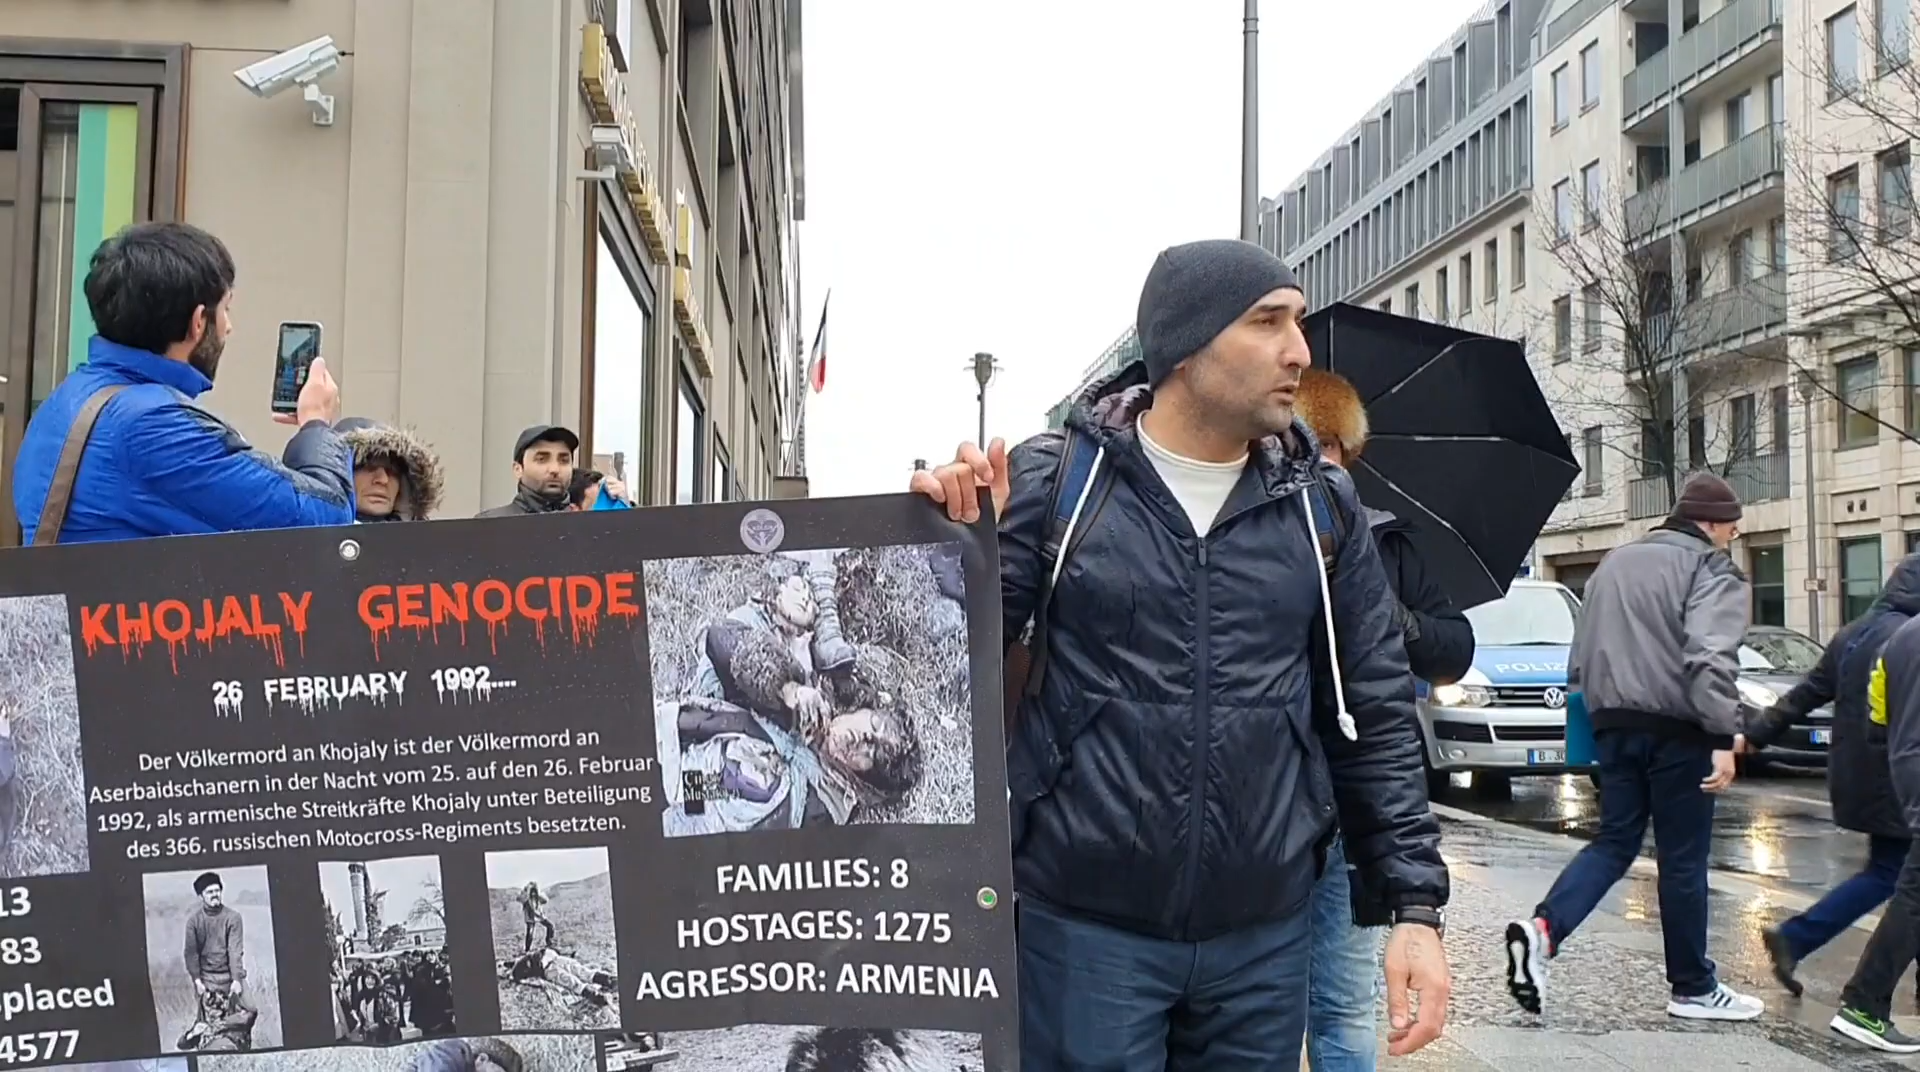 KHOJALY GENOCIDE
26 FEBRUARY 1992....
Der Völkermord an Khojaly ist der Völkermord an
Aserbaidschanern in der Nacht vom 25. auf den 26. Februar
1992, als armenische Streitkräfte Khojaly unter Beteiligung
des 366. russischen Motocross-Regiments besetzten.
13
83
placed
4577
FAMILIES: 8
HOSTAGES: 1275
AGRESSOR: ARMENIA
POLIZ